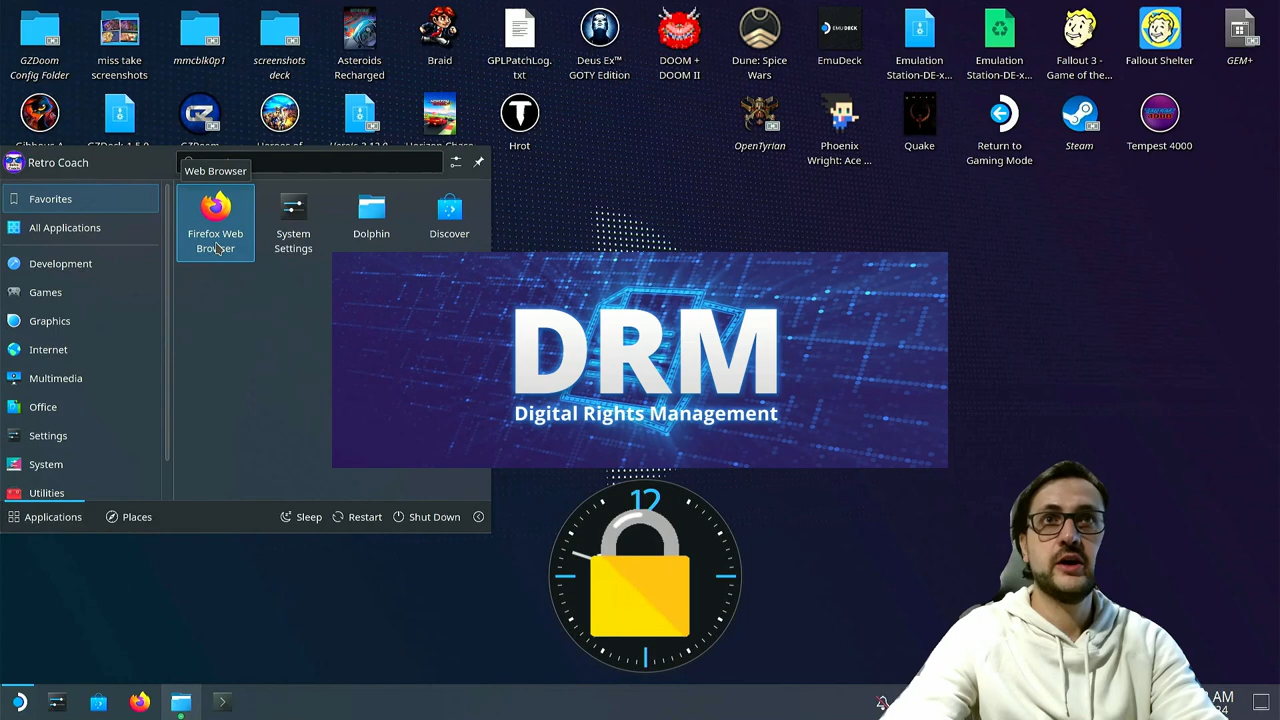 GZDoom
Config Folder
miss take
screenshots
mmcblk0p1
screenshots
deck
Asteroids
Recharged
Braid
GPLPatchLog.
txt
Deus Ex™
GOTY Edition
DOOM +
DOOM II
Dune: Spice
Wars
EMUDECK
EmuDeck
Emulation
Station-DE-x...
Emulation
Station-DE-x...
Fallout 3 -
Game of the...
Fallout Shelter
GEM+
Hrot
OpenTyrian
Phoenix
Wright: Ace ...
Quake
Return to
Gaming Mode
Steam
Tempest 4000
Retro Coach
Web Browser
Favorites
All Applications
Development
Games
Graphics
Internet
Multimedia
Office
Settings
System
Utilities
Firefox Web
Browser
System
Settings
Dolphin
Discover
Applications
Places
Sleep
Restart
Shut Down
DRM
Digital Rights Management
12
AM